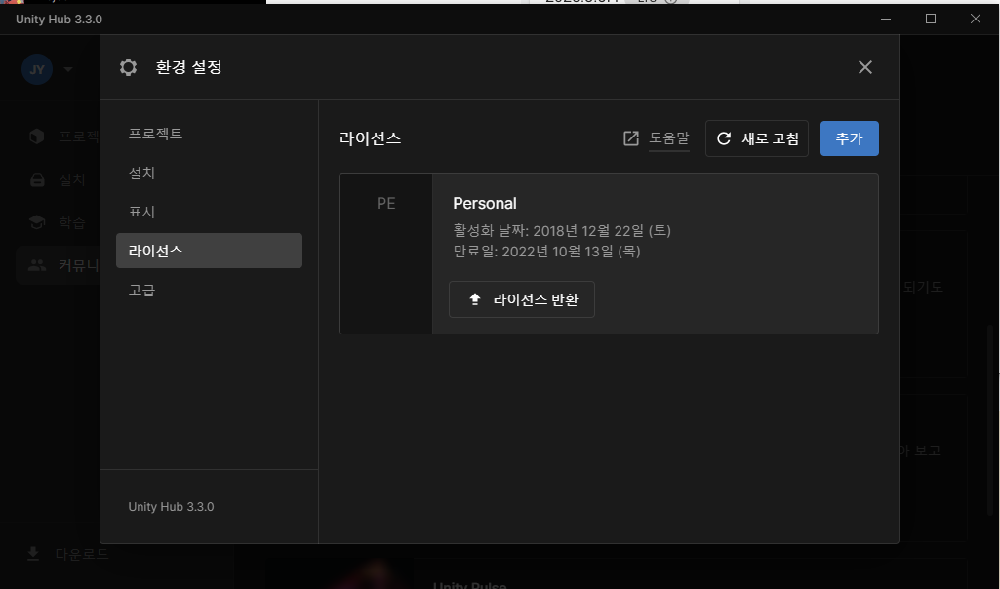 Unity Hub 3.3.0
JY
환경 설정
프로젝트
설치
표시
라이선스
고급
Unity Hub 3.3.0
라이선스
도움말
새로 고침
추가
PE
Personal
활성화 날짜: 2018년 12월 22일 (토)
만료일: 2022년 10월 13일 (목)
라이선스 반환
프로젝
설치
학습
커뮤니
다운로드
되기도
아 보고
Unity Pulse